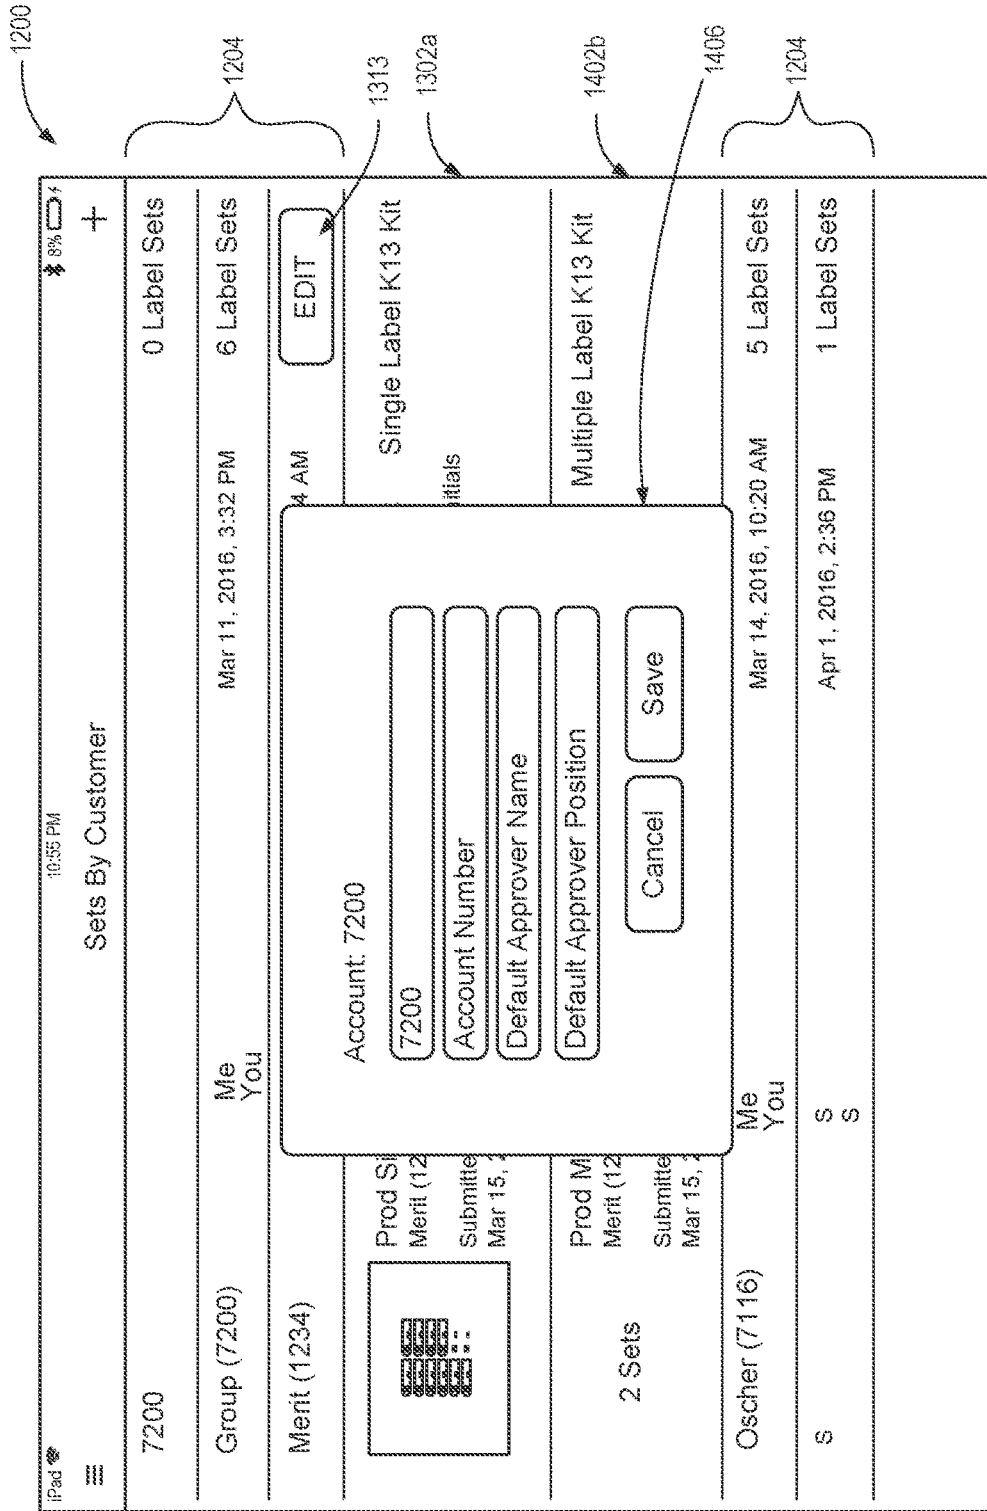 1200
iPad 10:55 PM 8%
Sets By Customer +
7200 0 Label Sets
1204
Group (7200) Me Mar 11, 2016, 3:32 PM 6 Label Sets
You
Merit (1234) 4 AM EDIT
1313
Prod Si Single Label K13 Kit
1302a
Merit (12
Submitte itials
Mar 15, 2
Prod M Multiple Label K13 Kit
1402b
Merit (12
2 Sets
Submitte
Mar 15, 2
Account: 7200
7200
Account Number
Default Approver Name
Default Approver Position
Cancel Save
1406
Oscher (7116) Me Mar 14, 2016, 10:20 AM 5 Label Sets
You
1204
s s Apr 1, 2016, 2:36 PM 1 Label Sets
s